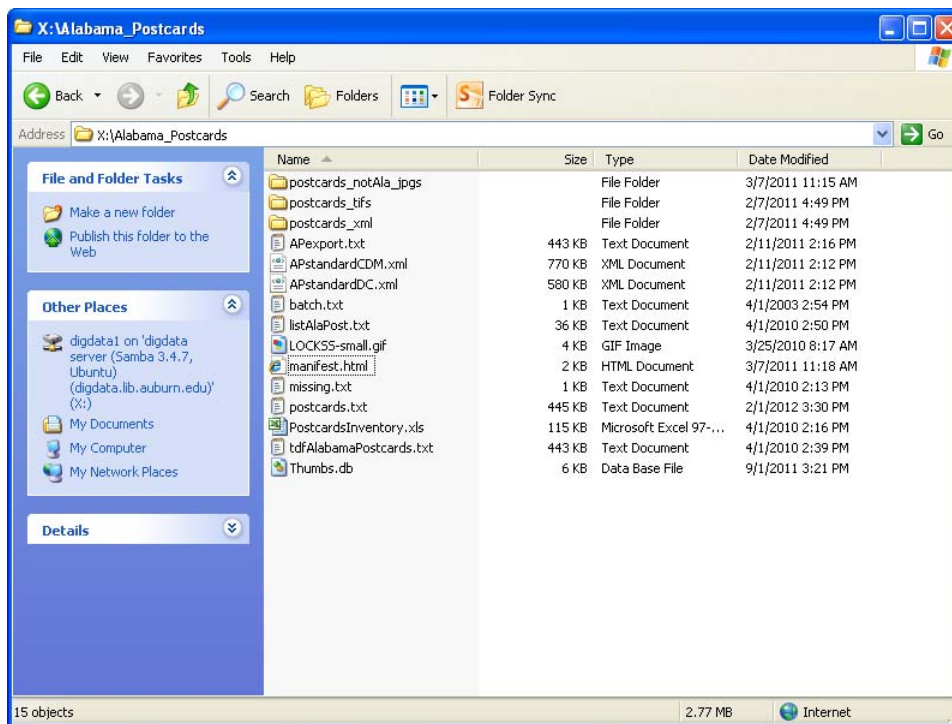 X:\Alabama_Postcards
File Edit View Favorites Tools Help
Back Search Folders Folder Sync
Address X:\Alabama_Postcards Go
File and Folder Tasks
Make a new folder
Publish this folder to the
Web
Other Places
digdata1 on 'digdata
server (Samba 3.4.7,
Ubuntu)
(digdata.lib.auburn.edu)'
(X:)
My Documents
My Computer
My Network Places
Details
Name Size Type Date Modified
postcards_notAla_jpgs File Folder 3/7/2011 11:15 AM
postcards_tifs File Folder 2/7/2011 4:49 PM
postcards_xml File Folder 2/7/2011 4:49 PM
APexport.txt 443 KB Text Document 2/11/2011 2:16 PM
APstandardCDM.xml 770 KB XML Document 2/11/2011 2:12 PM
APstandardDC.xml 580 KB XML Document 2/11/2011 2:12 PM
batch.txt 1 KB Text Document 4/1/2003 2:54 PM
listAlaPost.txt 36 KB Text Document 4/1/2010 2:50 PM
LOCKSS-small.gif 4 KB GIF Image 3/25/2010 8:17 AM
manifest.html 2 KB HTML Document 3/7/2011 11:18 AM
missing.txt 1 KB Text Document 4/1/2010 2:13 PM
postcards.txt 445 KB Text Document 2/1/2012 3:30 PM
PostcardsInventory.xls 115 KB Microsoft Excel 97-... 4/1/2010 2:16 PM
tdfAlabamaPostcards.txt 443 KB Text Document 4/1/2010 2:39 PM
Thumbs.db 6 KB Data Base File 9/1/2011 3:21 PM
15 objects 2.77 MB Internet